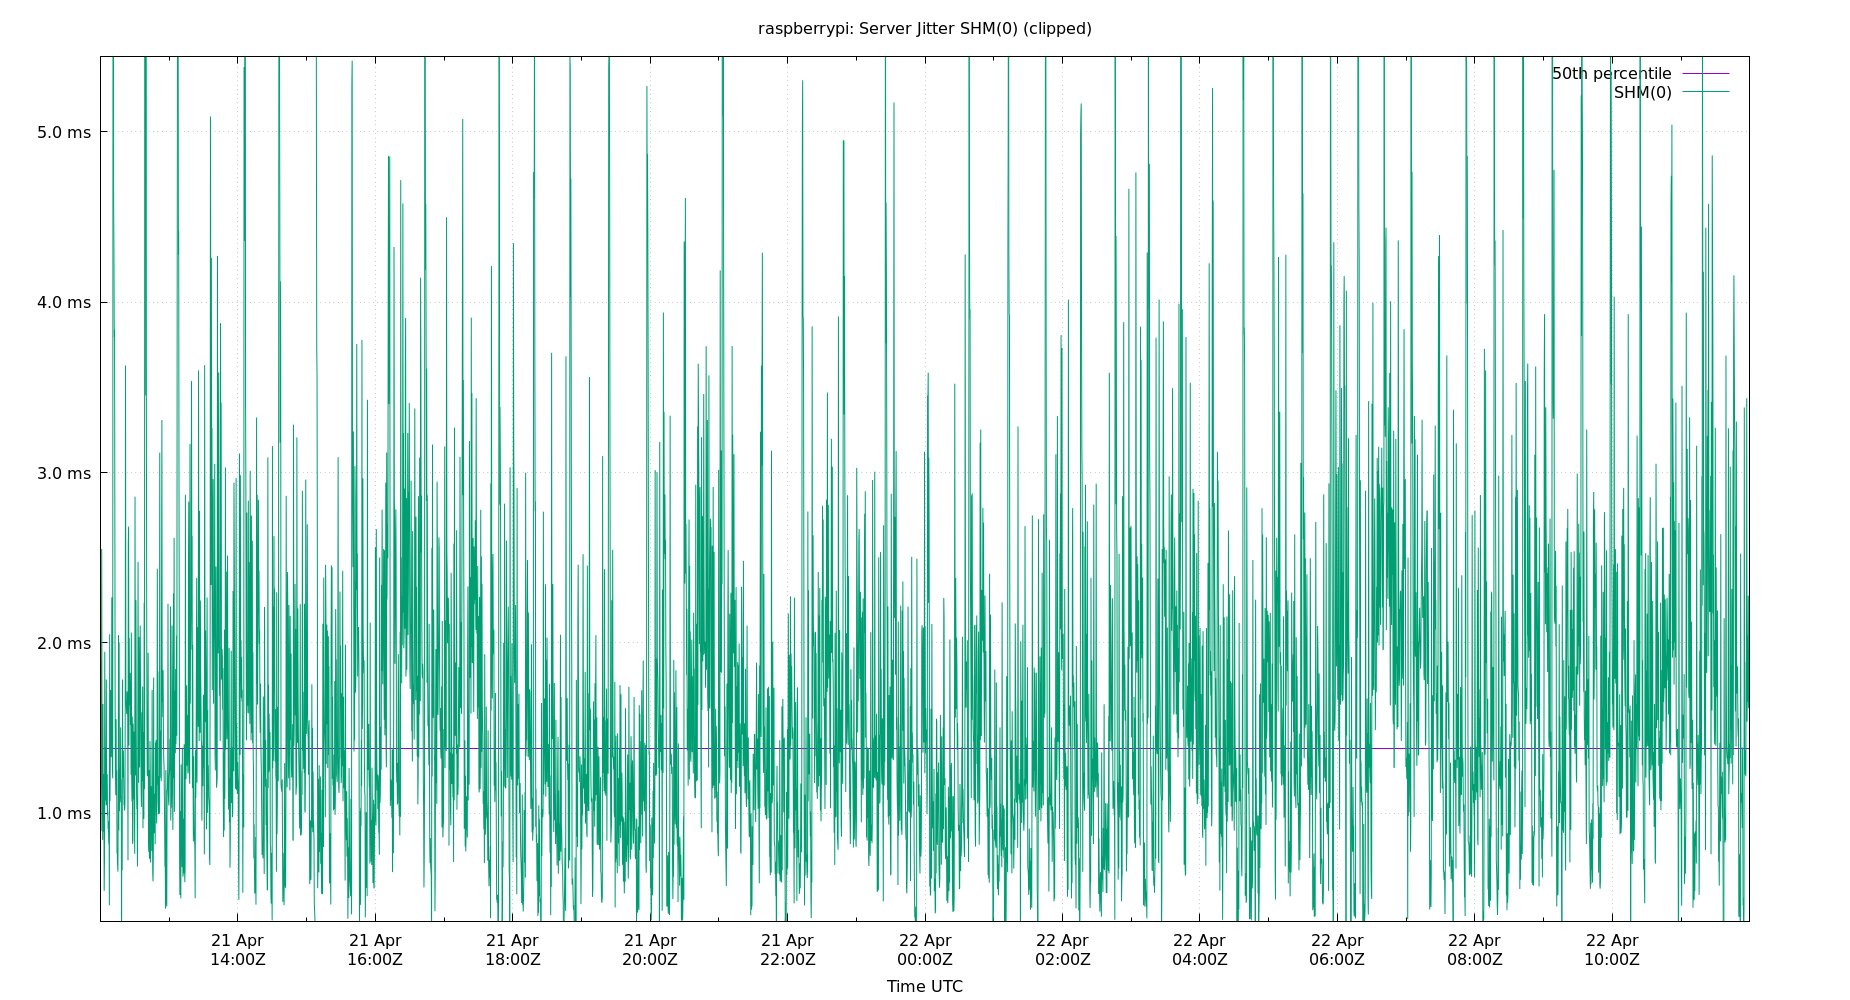 raspberrypi: Server Jitter SHM(0) (clipped)
50th percentile
SHM(0)
5.0 ms
4.0 ms
3.0 ms
2.0 ms
1.0 ms
21 Apr 21 Apr 21 Apr 21 Apr 21 Apr 22 Apr 22 Apr 22 Apr 22 Apr 22 Apr 22 Apr
14:00Z 16:00Z 18:00Z 20:00Z 22:00Z 00:00Z 02:00Z 04:00Z 06:00Z 08:00Z 10:00Z
Time UTC